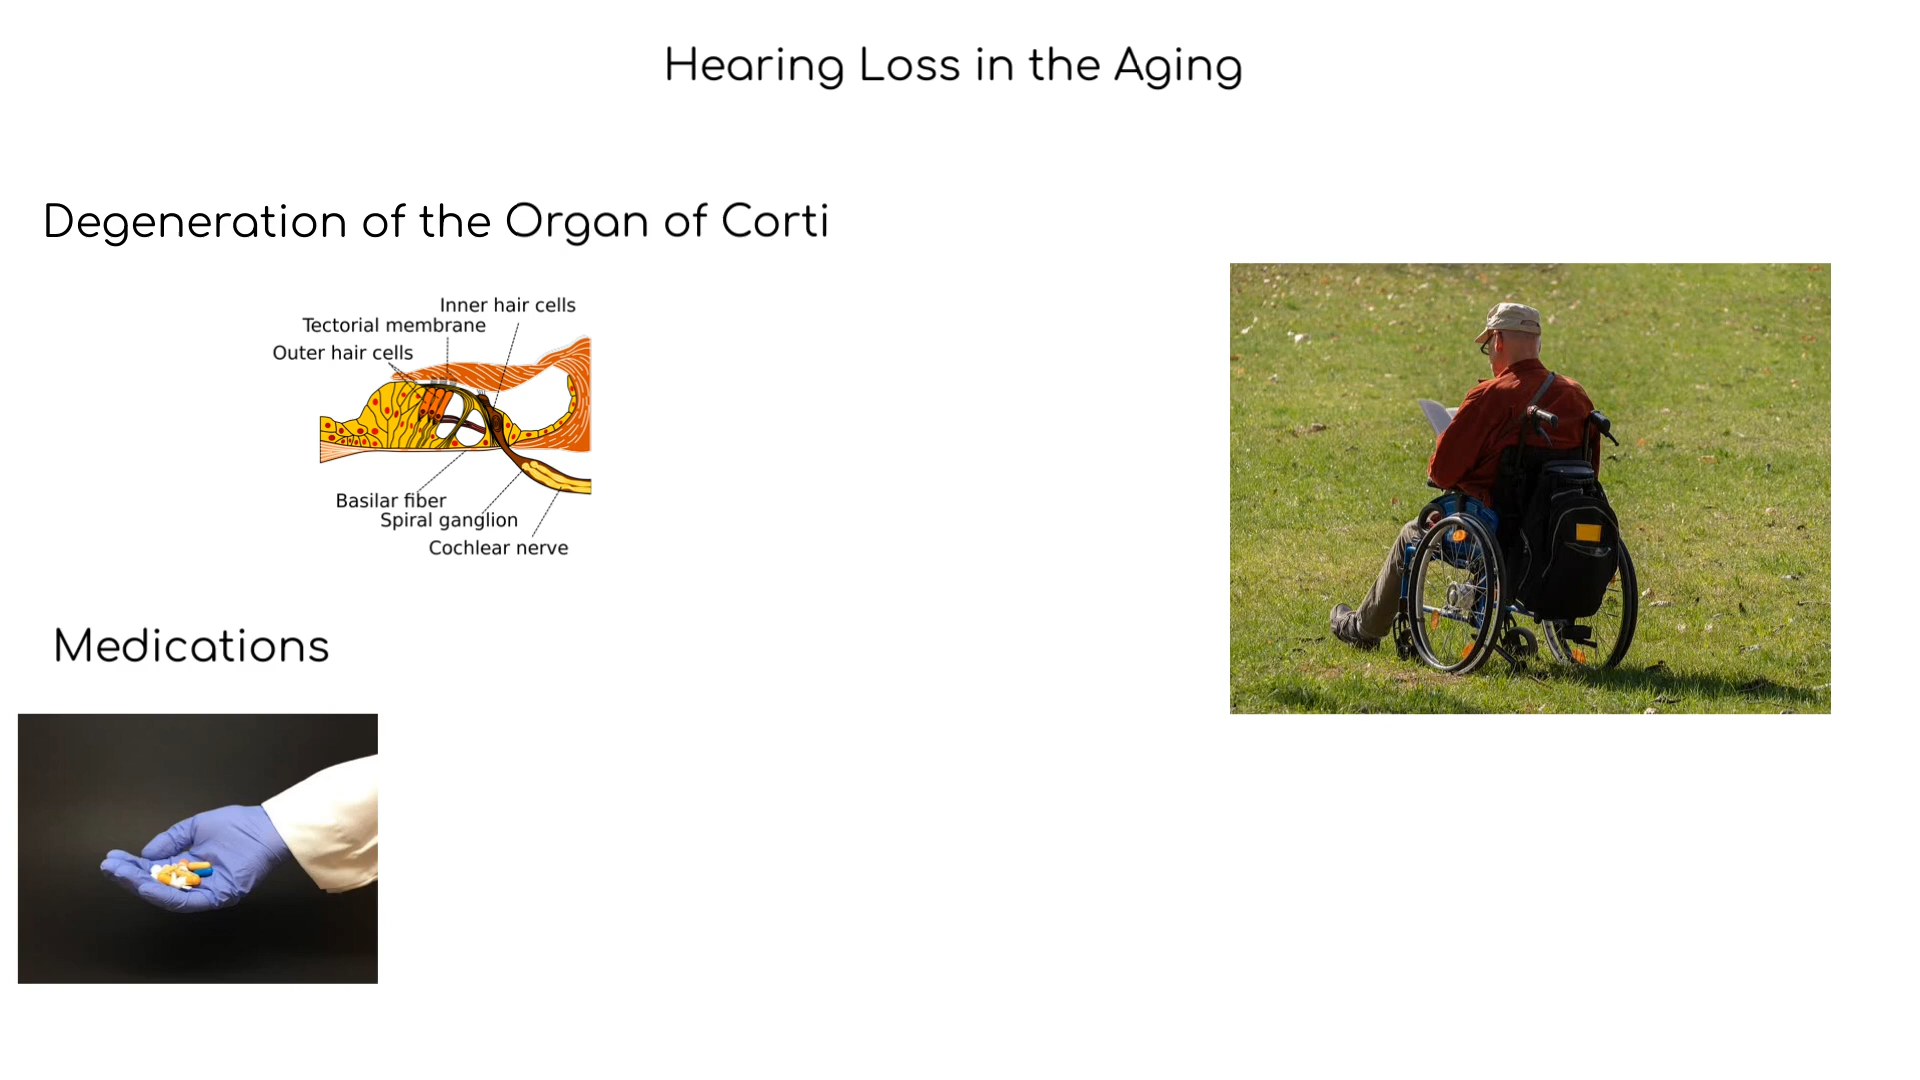 Hearing Loss in the Aging
Degeneration of the Organ of Corti
Inner hair cells
Tectorial membrane
Outer hair cells
Basilar fiber
Spiral ganglion
Cochlear nerve
Medications